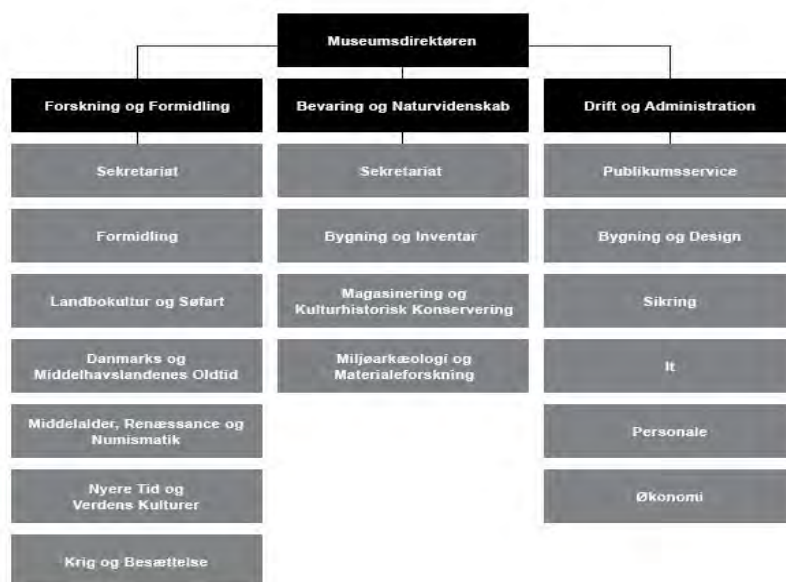 Museumsdirektøren
Forskning og Formidling
Bevaring og Naturvidenskab
Drift og Administration
Sekretariat
Formidling
Landbokultur og Søfart
Danmarks og
Middelhavslandenes Oldtid
Middelalder, Renæssance og
Numismatik
Nyere Tid og
Verdens Kulturer
Krig og Besættelse
Sekretariat
Bygning og Inventar
Magasinering og
Kulturhistorisk Konservering
Miljøarkæologi og
Materialeforskning
Publikumsservice
Bygning og Design
Sikring
It
Personale
Økonomi